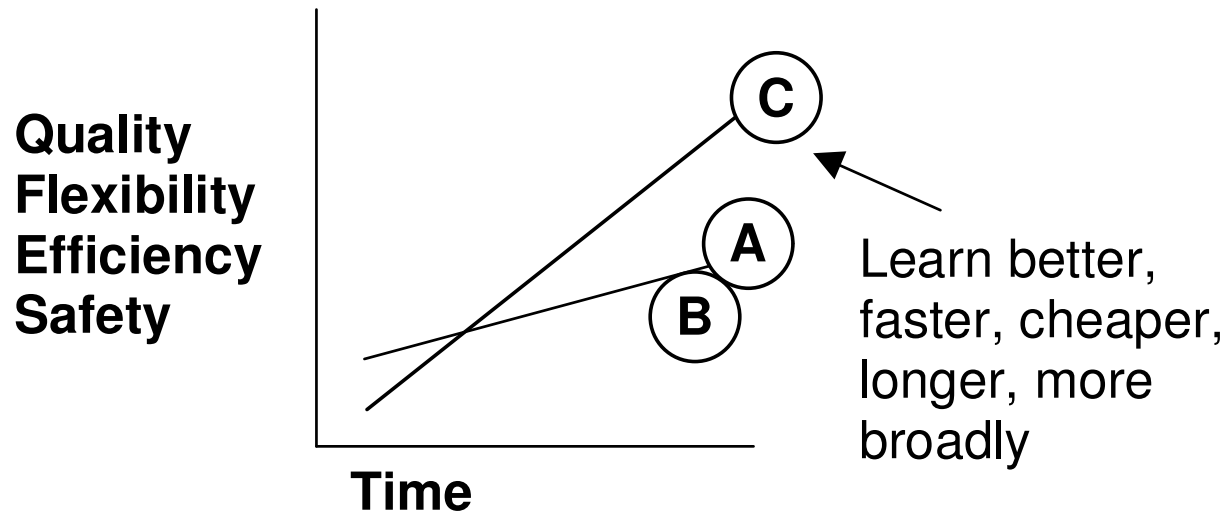 Quality
Flexibility
Efficiency
Safety
C
A
B
Learn better,
faster, cheaper,
longer, more
broadly
Time